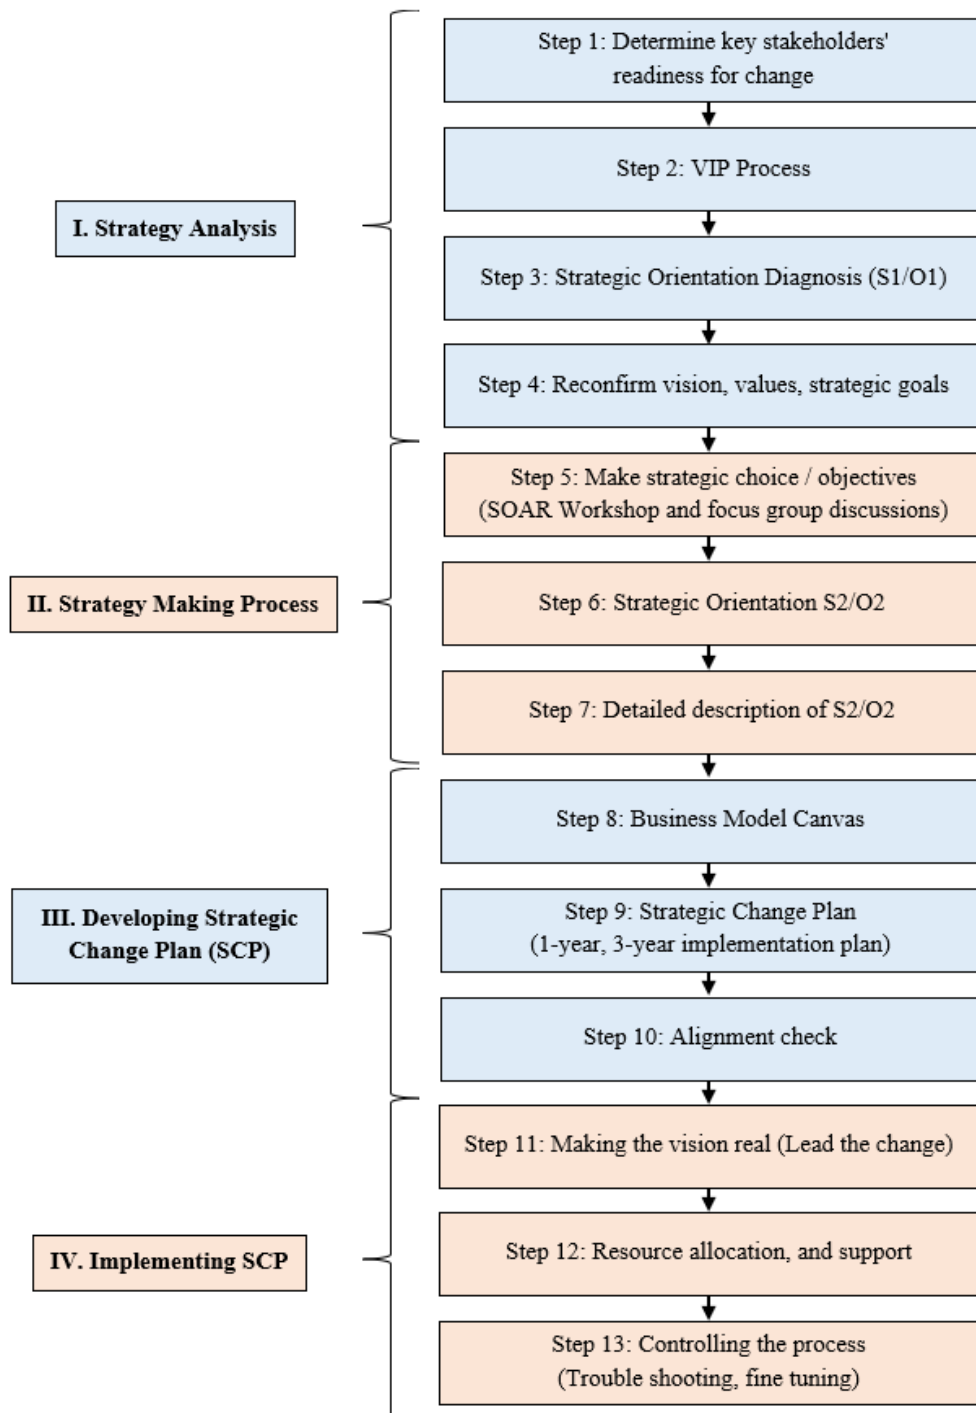 Step 1: Determine key stakeholders'
readiness for change
Step 2: VIP Process
I. Strategy Analysis
Step 3: Strategic Orientation Diagnosis (S1/O1)
Step 4: Reconfirm vision, values, strategic goals
Step 5: Make strategic choice / objectives
(SOAR Workshop and focus group discussions)
II. Strategy Making Process
Step 6: Strategic Orientation S2/O2
Step 7: Detailed description of S2/O2
Step 8: Business Model Canvas
III. Developing Strategic
Change Plan (SCP)
Step 9: Strategic Change Plan
(1-year, 3-year implementation plan)
Step 10: Alignment check
Step 11: Making the vision real (Lead the change)
IV. Implementing SCP
Step 12: Resource allocation, and support
Step 13: Controlling the process
(Trouble shooting, fine tuning)